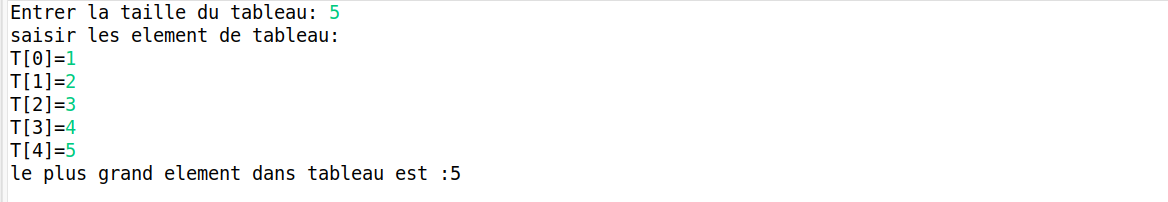 Entrer la taille du tableau: 5
saisir les element de tableau:
T[0]=1
T[1]=2
T[2]=3
T[3]=4
T[4]=5
le plus grand element dans tableau est :5